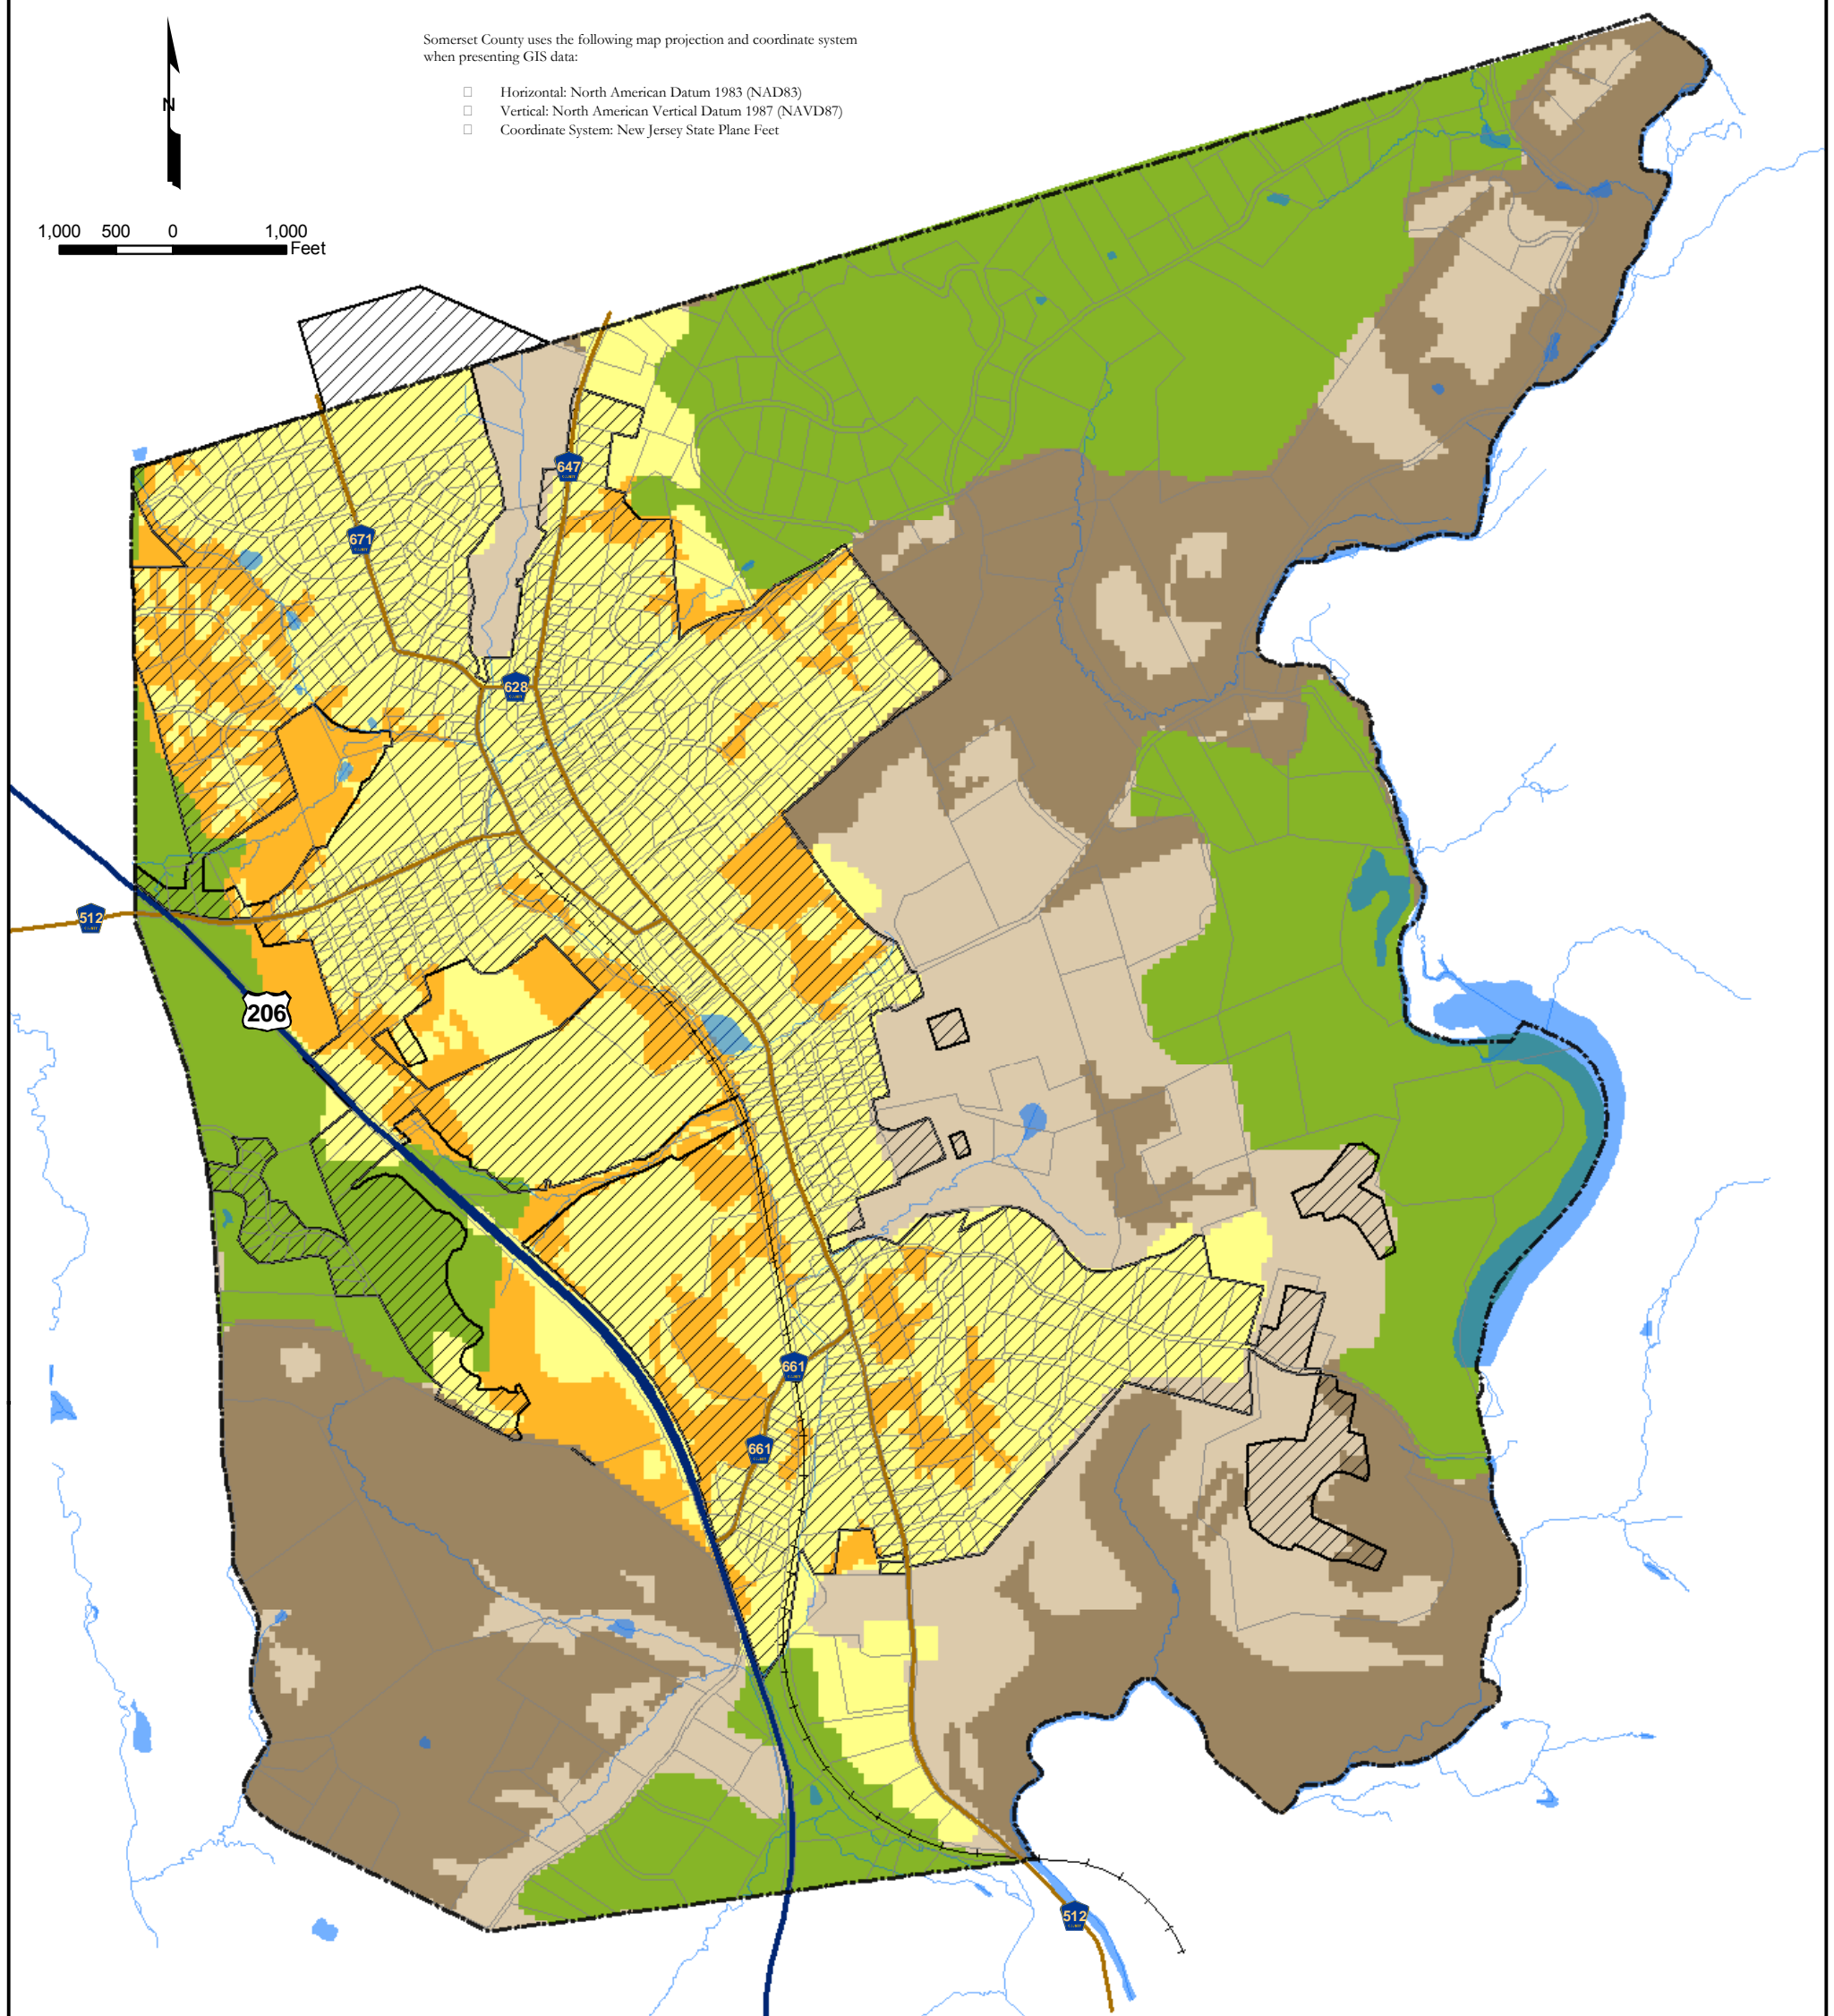 Somerset County uses the following map projection and coordinate system
when presenting GIS data:
Horizontal: North American Datum 1983 (NAD83)
Vertical: North American Vertical Datum 1987 (NAVD87)
Coordinate System: New Jersey State Plane Feet
N
1,000 500 0 1,000
Feet
647
671
628
512
206
661
661
512